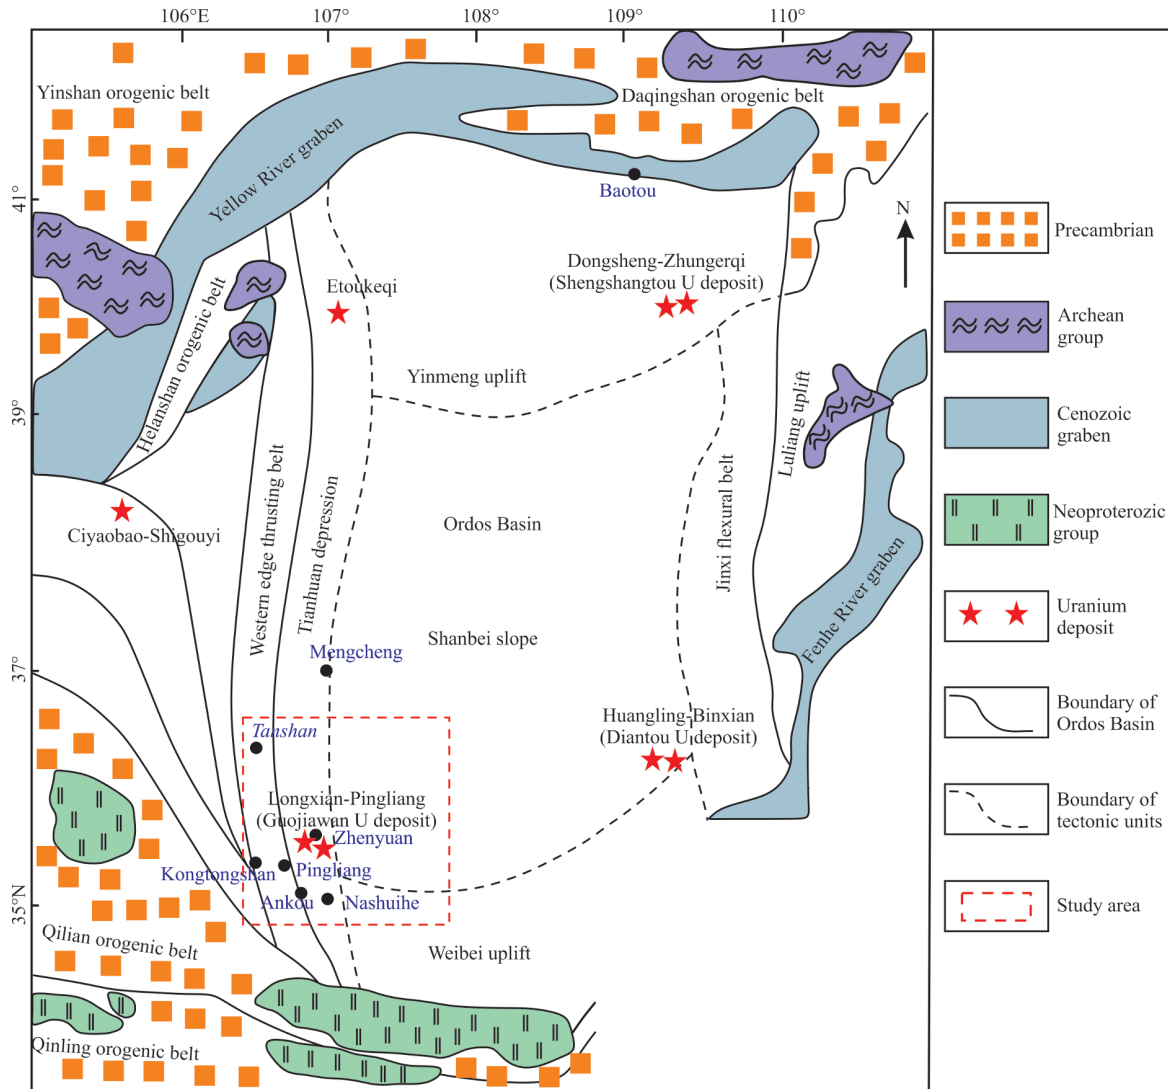 106°E
107°
108°
109°
110°
Yinshan orogenic belt
Daqingshan orogenic belt
Yellow River graben
Baotou
41°
N
Dongsheng-Zhungerqi
(Shengshangtou U deposit)
Etoukeqi
Helanshan orogenic belt
Yinmeng uplift
39°
Luliang uplift
Western edge thrusting belt
Tianhuan depression
Ordos Basin
Jinxi flexural belt
Ciyaobao-Shigouyi
Fenhe River graben
Shanbei slope
Mengcheng
37°
Huangling-Binxian
(Diantou U deposit)
Tanshan
Longxian-Pingliang
(Guojiawan U deposit)
Zhenyuan
Kongtongshan
Pingliang
Ankou
Nashuihe
35°N
Weibei uplift
Qilian orogenic belt
Qinling orogenic belt
Precambrian
Archean
group
Cenozoic
graben
Neoproterozic
group
Uranium
deposit
Boundary of
Ordos Basin
Boundary of
tectonic units
Study area